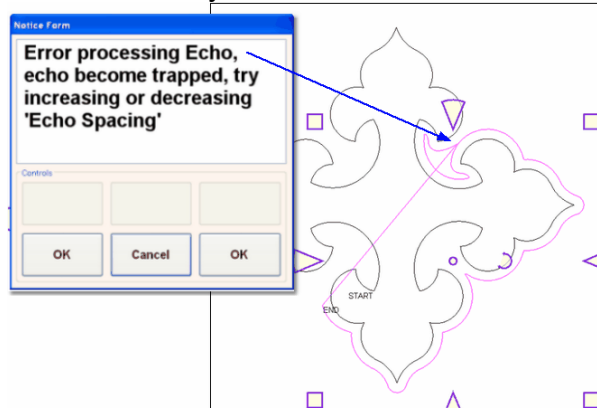 Notice Form
Error processing Echo,
echo become trapped, try
increasing or decreasing
'Echo Spacing'
Controls
OK
Cancel
OK
START
END